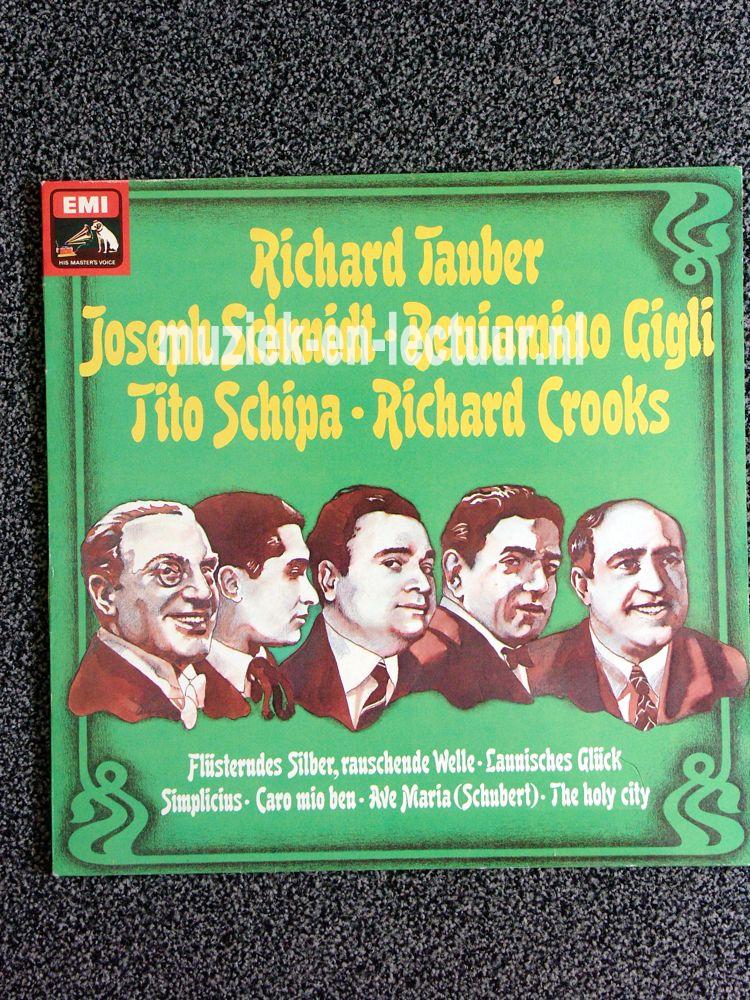 EMI
HIS MASTER'S VOICE
Richard Tauber
Joseph Schmidt · Beniamino Gigli
muziek-en-lectuur.nl
Tito Schipa · Richard Crooks
Flüsterndes Silber, rauschende Welle · Launisches Glück
Simplicius · Caro mio ben · Ave Maria (Schubert) · The holy city